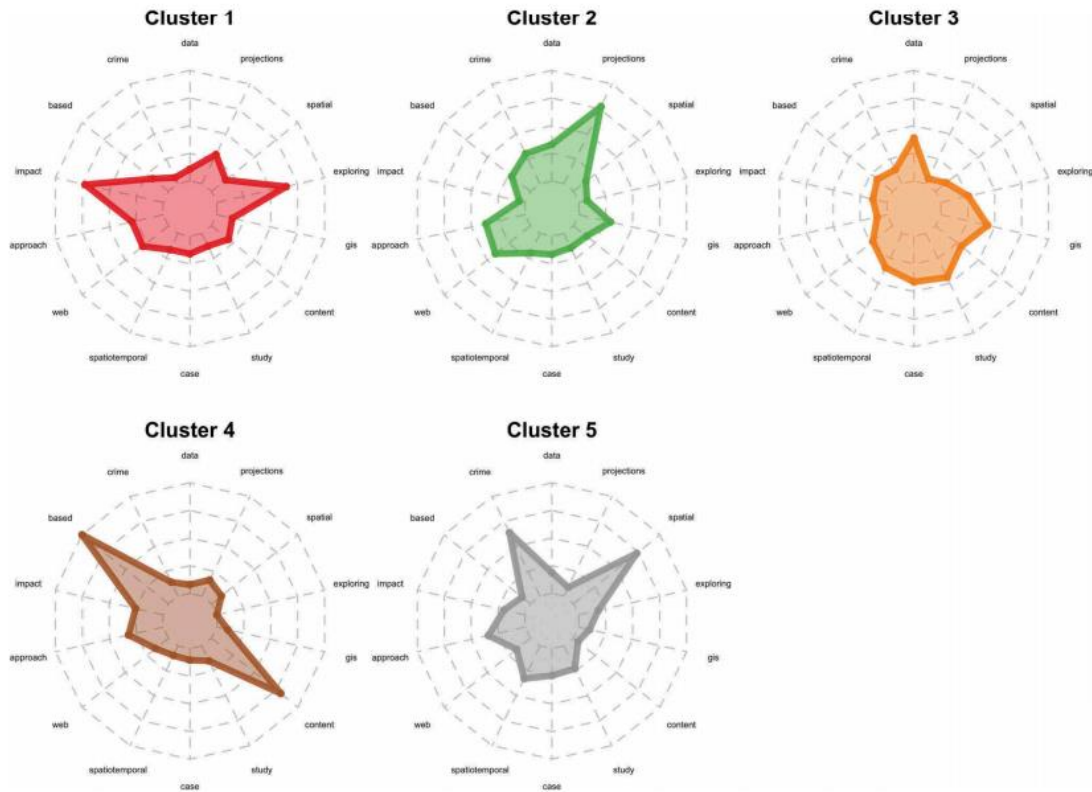 Cluster 1
data
projections
spatial
exploring
gis
content
study
case
spatiotemporal
web
approach
impact
based
crime
Cluster 2
data
projections
spatial
exploring
gis
content
study
case
spatiotemporal
web
approach
impact
based
crime
Cluster 3
data
projections
spatial
exploring
gis
content
study
case
spatiotemporal
web
approach
impact
based
crime
Cluster 4
data
projections
spatial
exploring
gis
content
study
case
spatiotemporal
web
approach
impact
based
crime
Cluster 5
data
projections
spatial
exploring
gis
content
study
case
spatiotemporal
web
approach
impact
based
crime